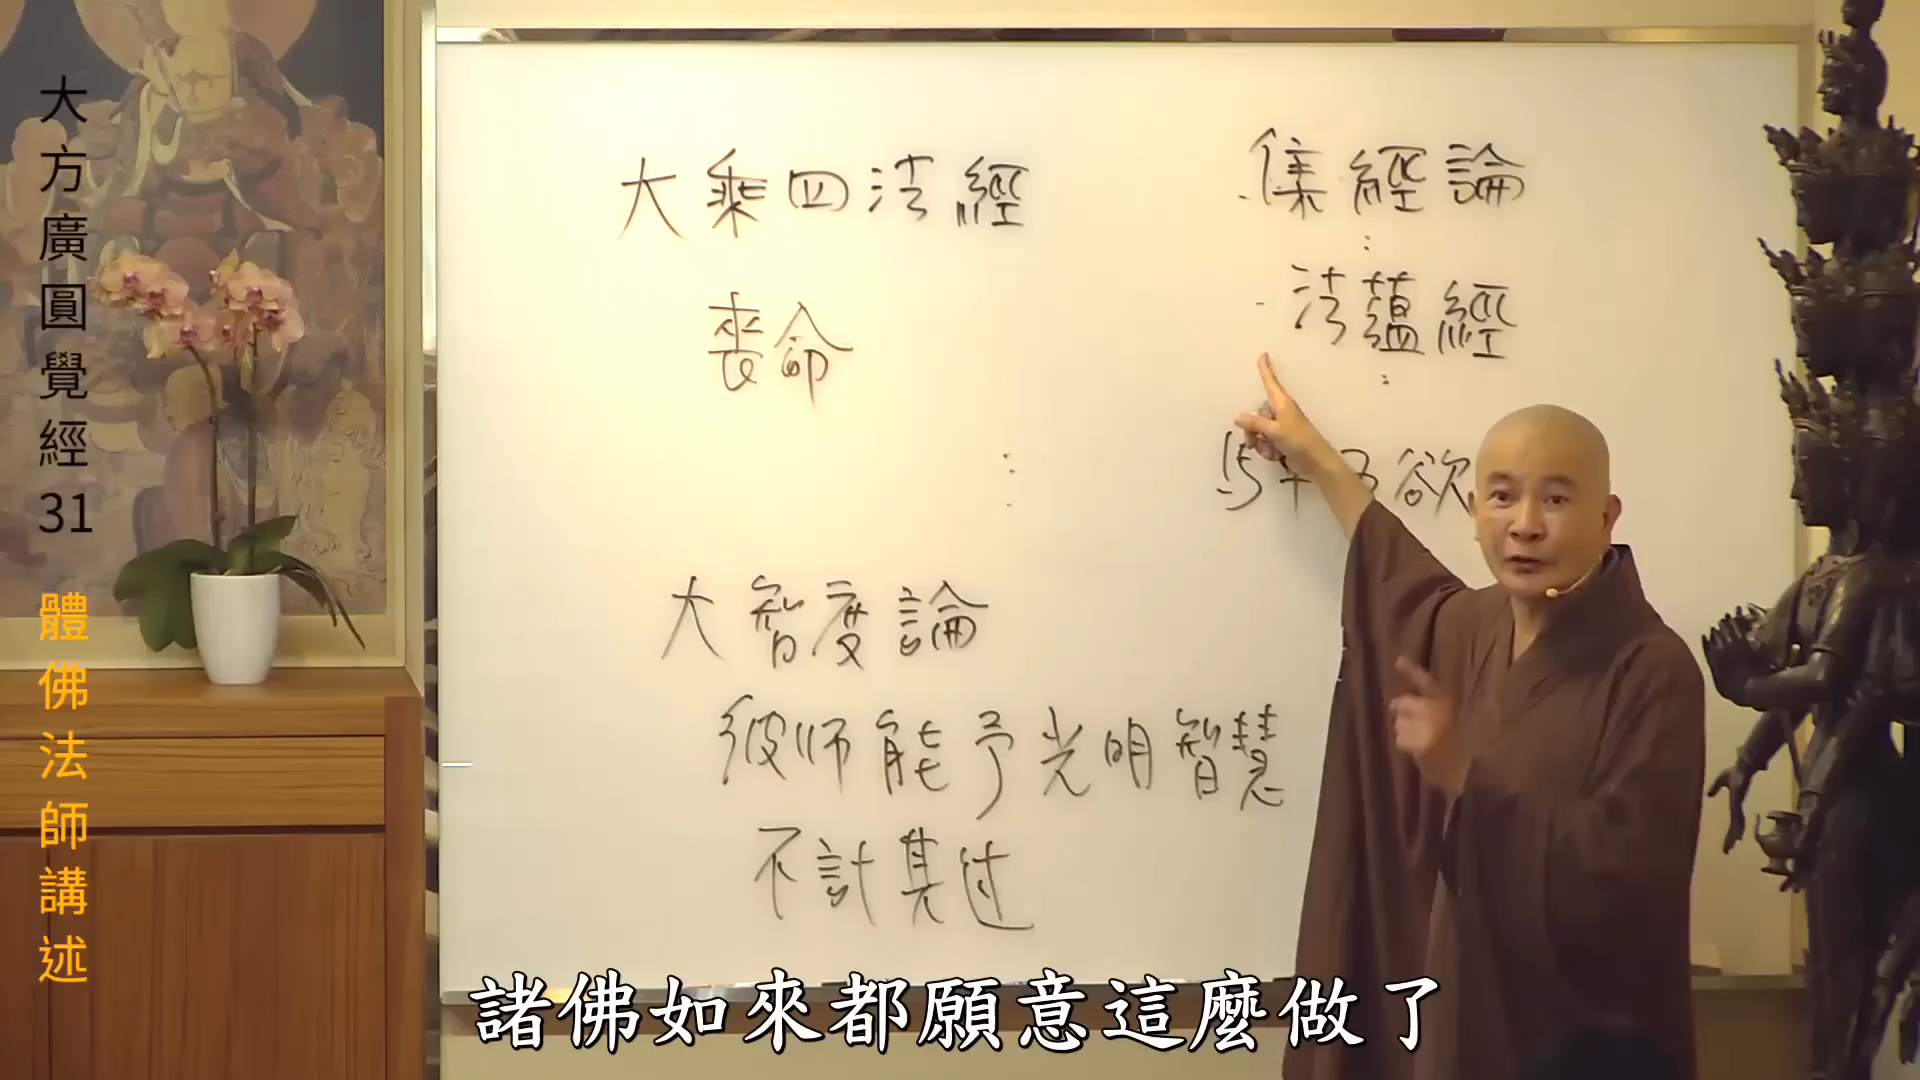 大方廣圓覺經31
體佛法師講述
大乘四法經
喪命
大智度論
彼师能予光明智慧
不計其过
集經論
法蘊經
五欲
諸佛如來都願意這麼做了